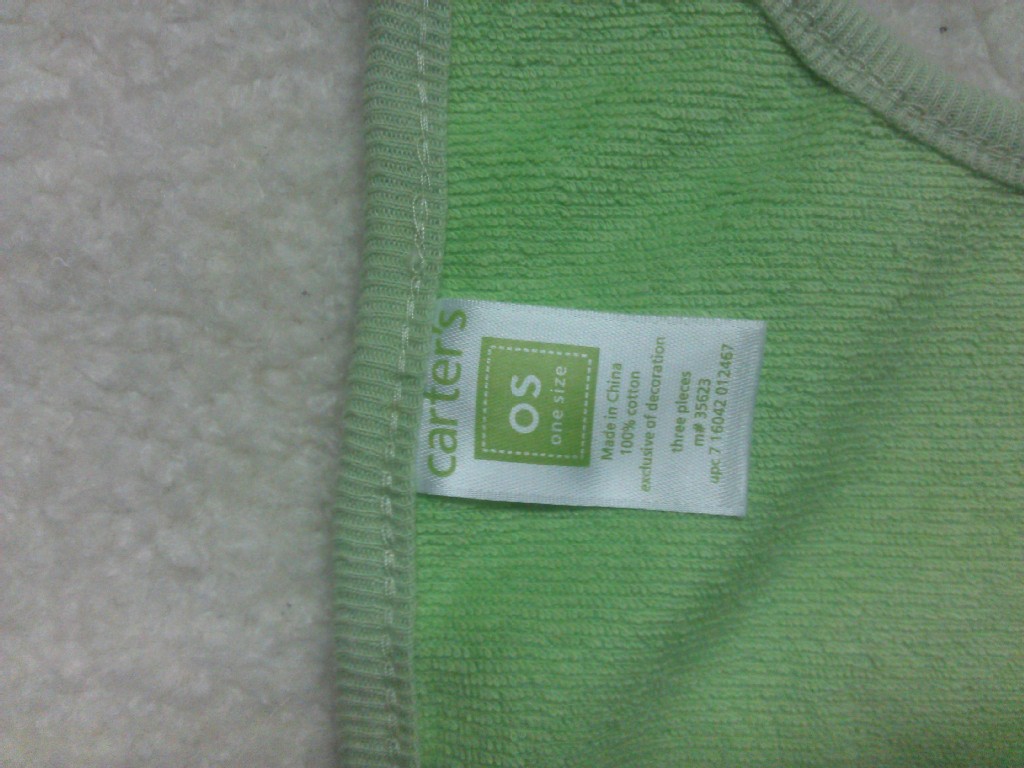 carter's
OS
one size
Made in China
100% cotton
exclusive of decoration
three pieces
m# 35623
upc 7 16042 012467